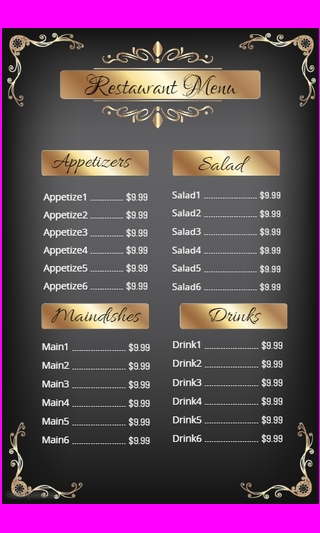 Restaurant Menu
Appetizers
Appetize1 ............ $9.99
Appetize2 ............ $9.99
Appetize3 ............ $9.99
Appetize4 ............ $9.99
Appetize5 ............ $9.99
Appetize6 ............ $9.99
Salad
Salad1 ................... $9.99
Salad2 ................... $9.99
Salad3 ................... $9.99
Salad4 ................... $9.99
Salad5 ................... $9.99
Salad6 ................... $9.99
Maindishes
Main1 ................... $9.99
Main2 ................... $9.99
Main3 ................... $9.99
Main4 ................... $9.99
Main5 ................... $9.99
Main6 ................... $9.99
Drinks
Drink1 ................... $9.99
Drink2 ................... $9.99
Drink3 ................... $9.99
Drink4 ................... $9.99
Drink5 ................... $9.99
Drink6 ................... $9.99